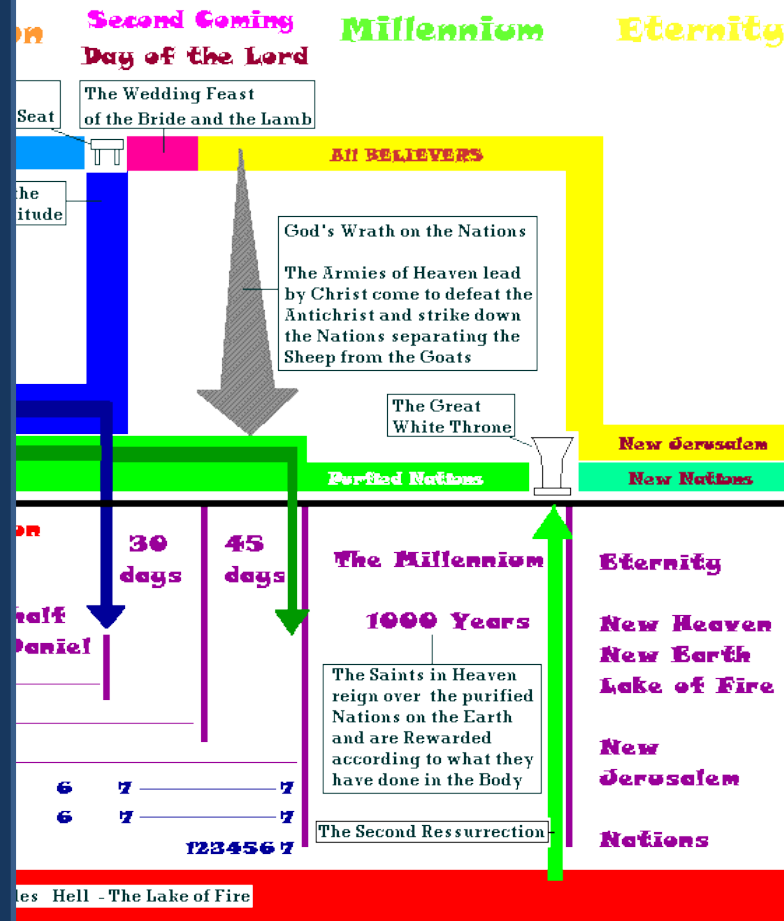 on
Second Coming
Day of the Lord
Millennium
Eternity
Seat
The Wedding Feast
of the Bride and the Lamb
All BELIEVERS
the
itude
God's Wrath on the Nations
The Armies of Heaven lead
by Christ come to defeat the
Antichrist and strike down
the Nations separating the
Sheep from the Goats
The Great
White Throne
New Jerusalem
Purfied Nations
New Nations
on
30
days
45
days
The Millennium
1000 Years
Eternity
New Heaven
New Earth
Lake of Fire
New
Jerusalem
Nations
half
Daniel
The Saints in Heaven
reign over the purified
Nations on the Earth
and are Rewarded
according to what they
have done in the Body
6 7 7
6 7 7
1234567
The Second Ressurrection
les Hell - The Lake of Fire